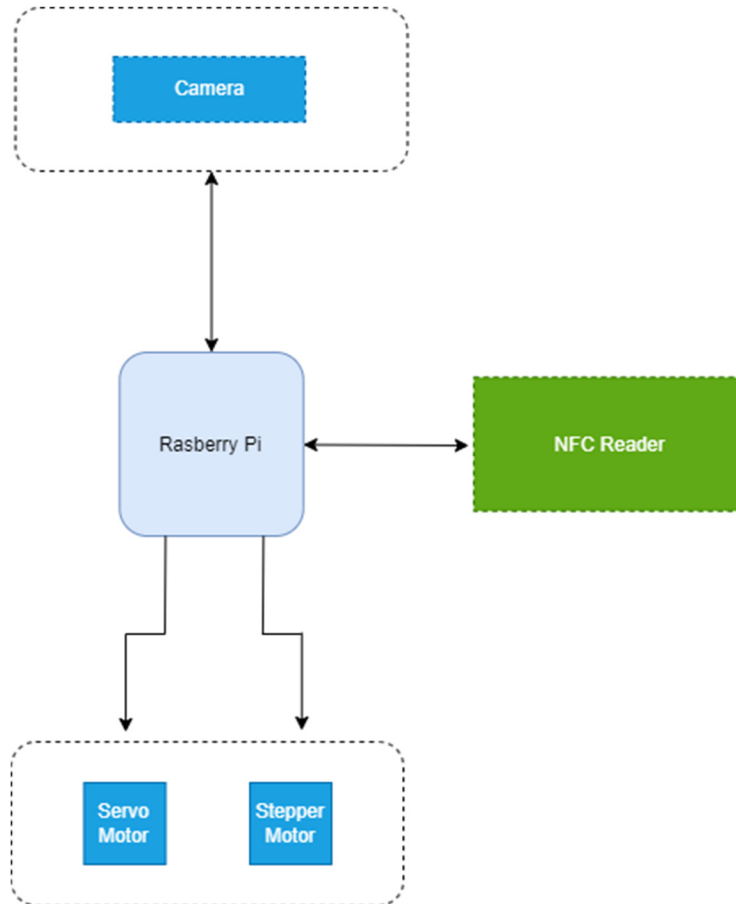 Camera
Rasberry Pi
NFC Reader
Servo
Motor
Stepper
Motor